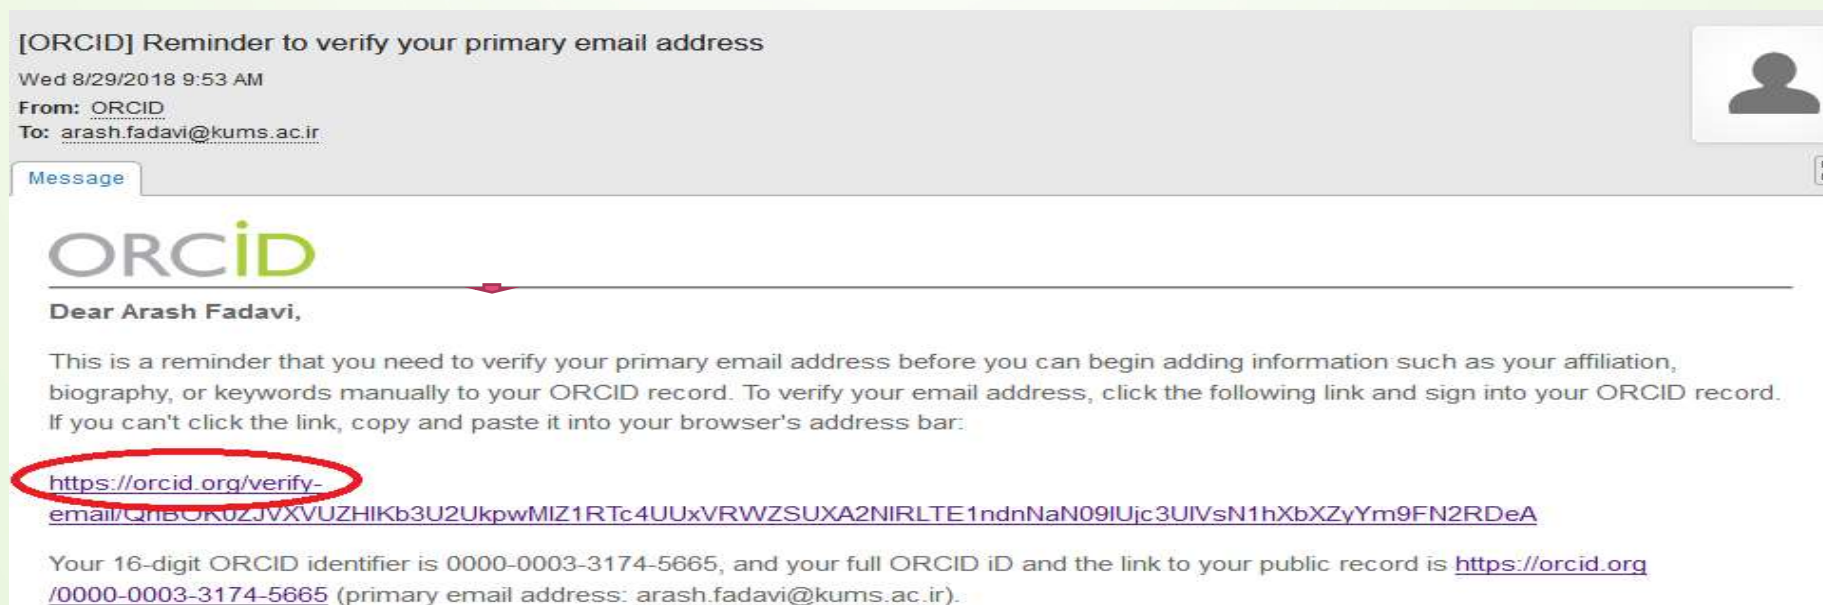 [ORCID] Reminder to verify your primary email address
Wed 8/29/2018 9:53 AM
From: ORCID
To: arash.fadavi@kums.ac.ir
Message
ORCID
Dear Arash Fadavi,
This is a reminder that you need to verify your primary email address before you can begin adding information such as your affiliation,
biography, or keywords manually to your ORCID record. To verify your email address, click the following link and sign into your ORCID record.
If you can't click the link, copy and paste it into your browser's address bar:
https://orcid.org/verify-
Your 16-digit ORCID identifier is 0000-0003-3174-5665, and your full ORCID iD and the link to your public record is https://orcid.org
/0000-0003-3174-5665 (primary email address: arash.fadavi@kums.ac.ir).